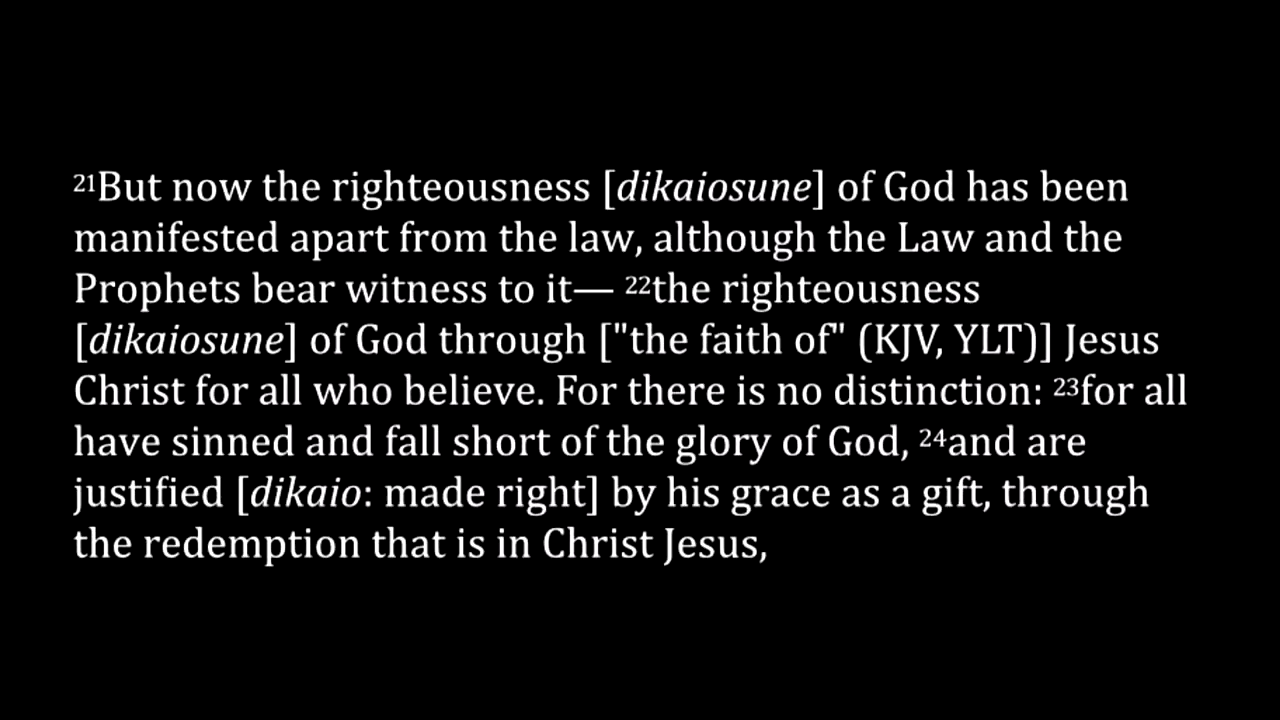 21But now the righteousness [dikaiosune] of God has been
manifested apart from the law, although the Law and the
Prophets bear witness to it— 22the righteousness
[dikaiosune] of God through ["the faith of" (KJV, YLT)] Jesus
Christ for all who believe. For there is no distinction: 23for all
have sinned and fall short of the glory of God, 24and are
justified [dikaio: made right] by his grace as a gift, through
the redemption that is in Christ Jesus,